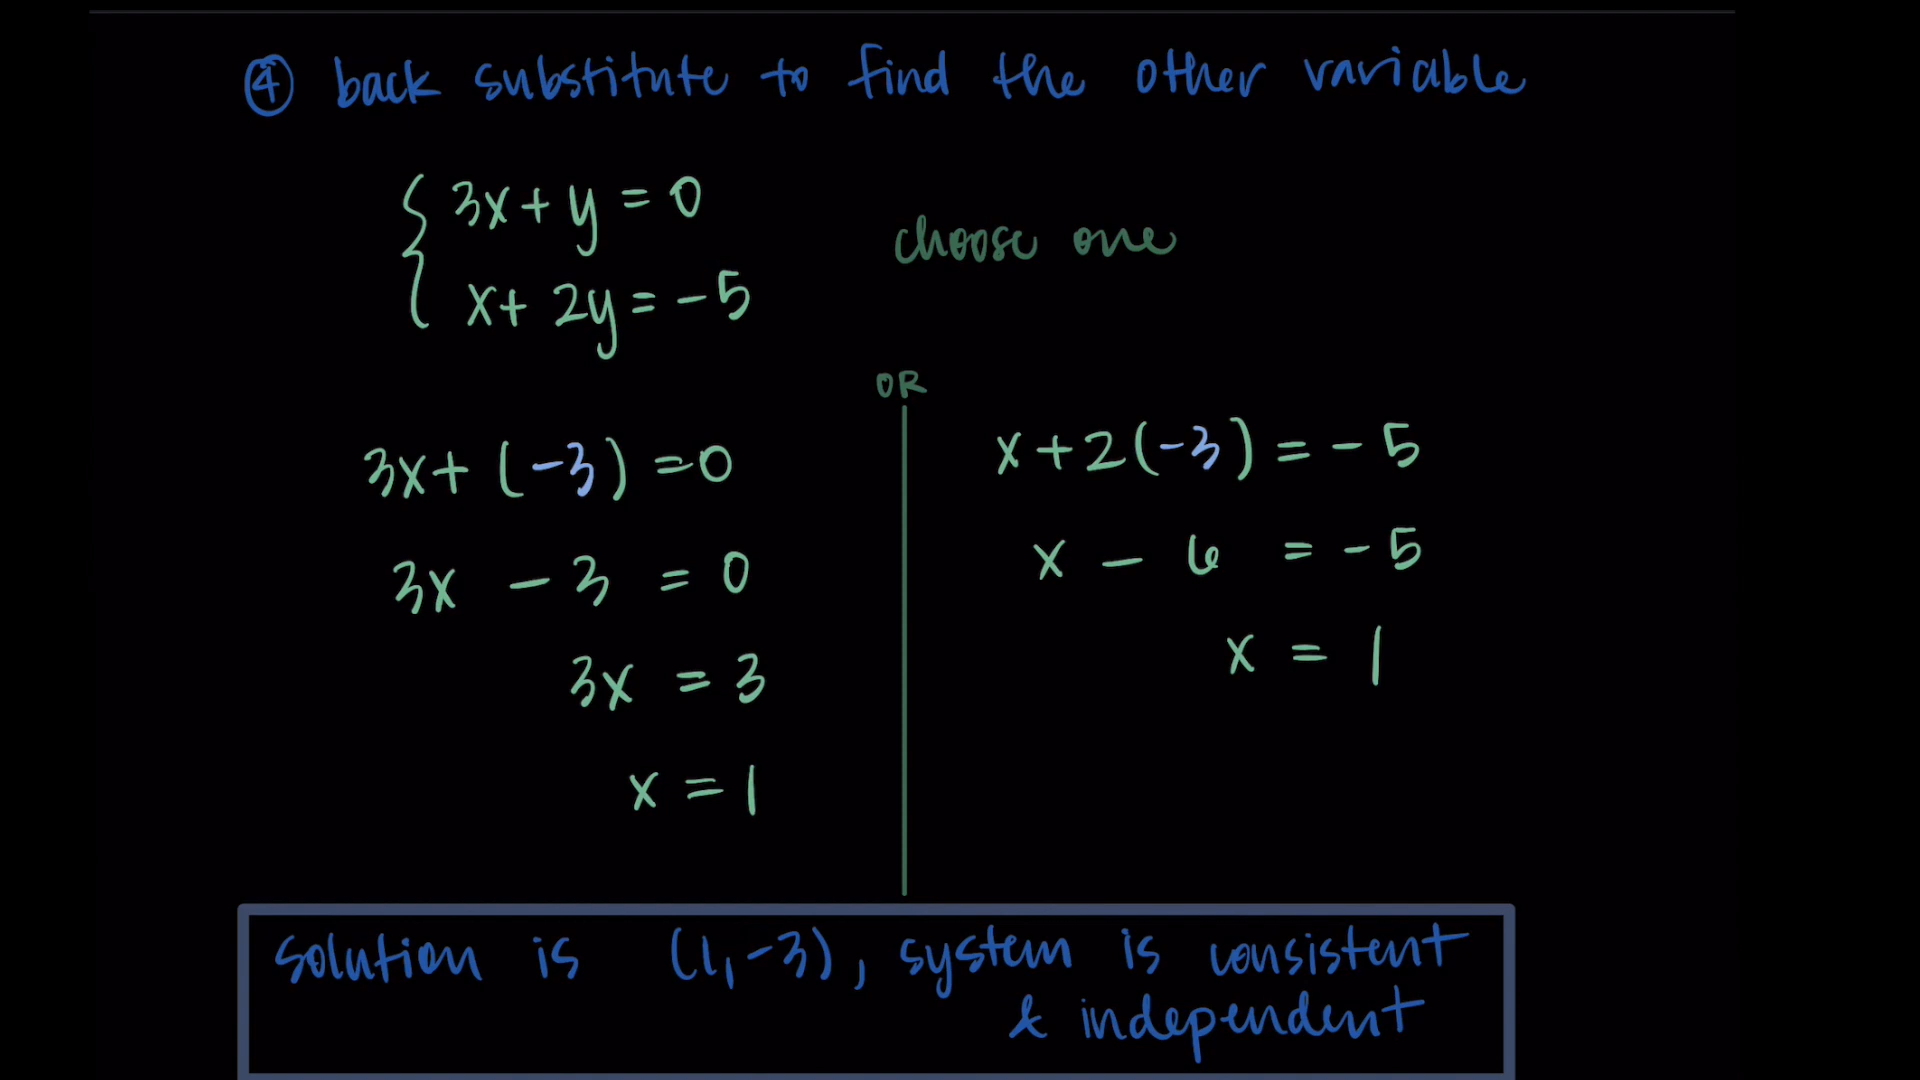 ④ back substitute to find the other variable
3x + y = 0
x + 2y = -5
choose one
OR
3x + (-3) = 0
3x - 3 = 0
3x = 3
x = 1
x + 2(-3) = -5
x - 6 = -5
x = 1
solution is (1, -3), system is consistent
& independent